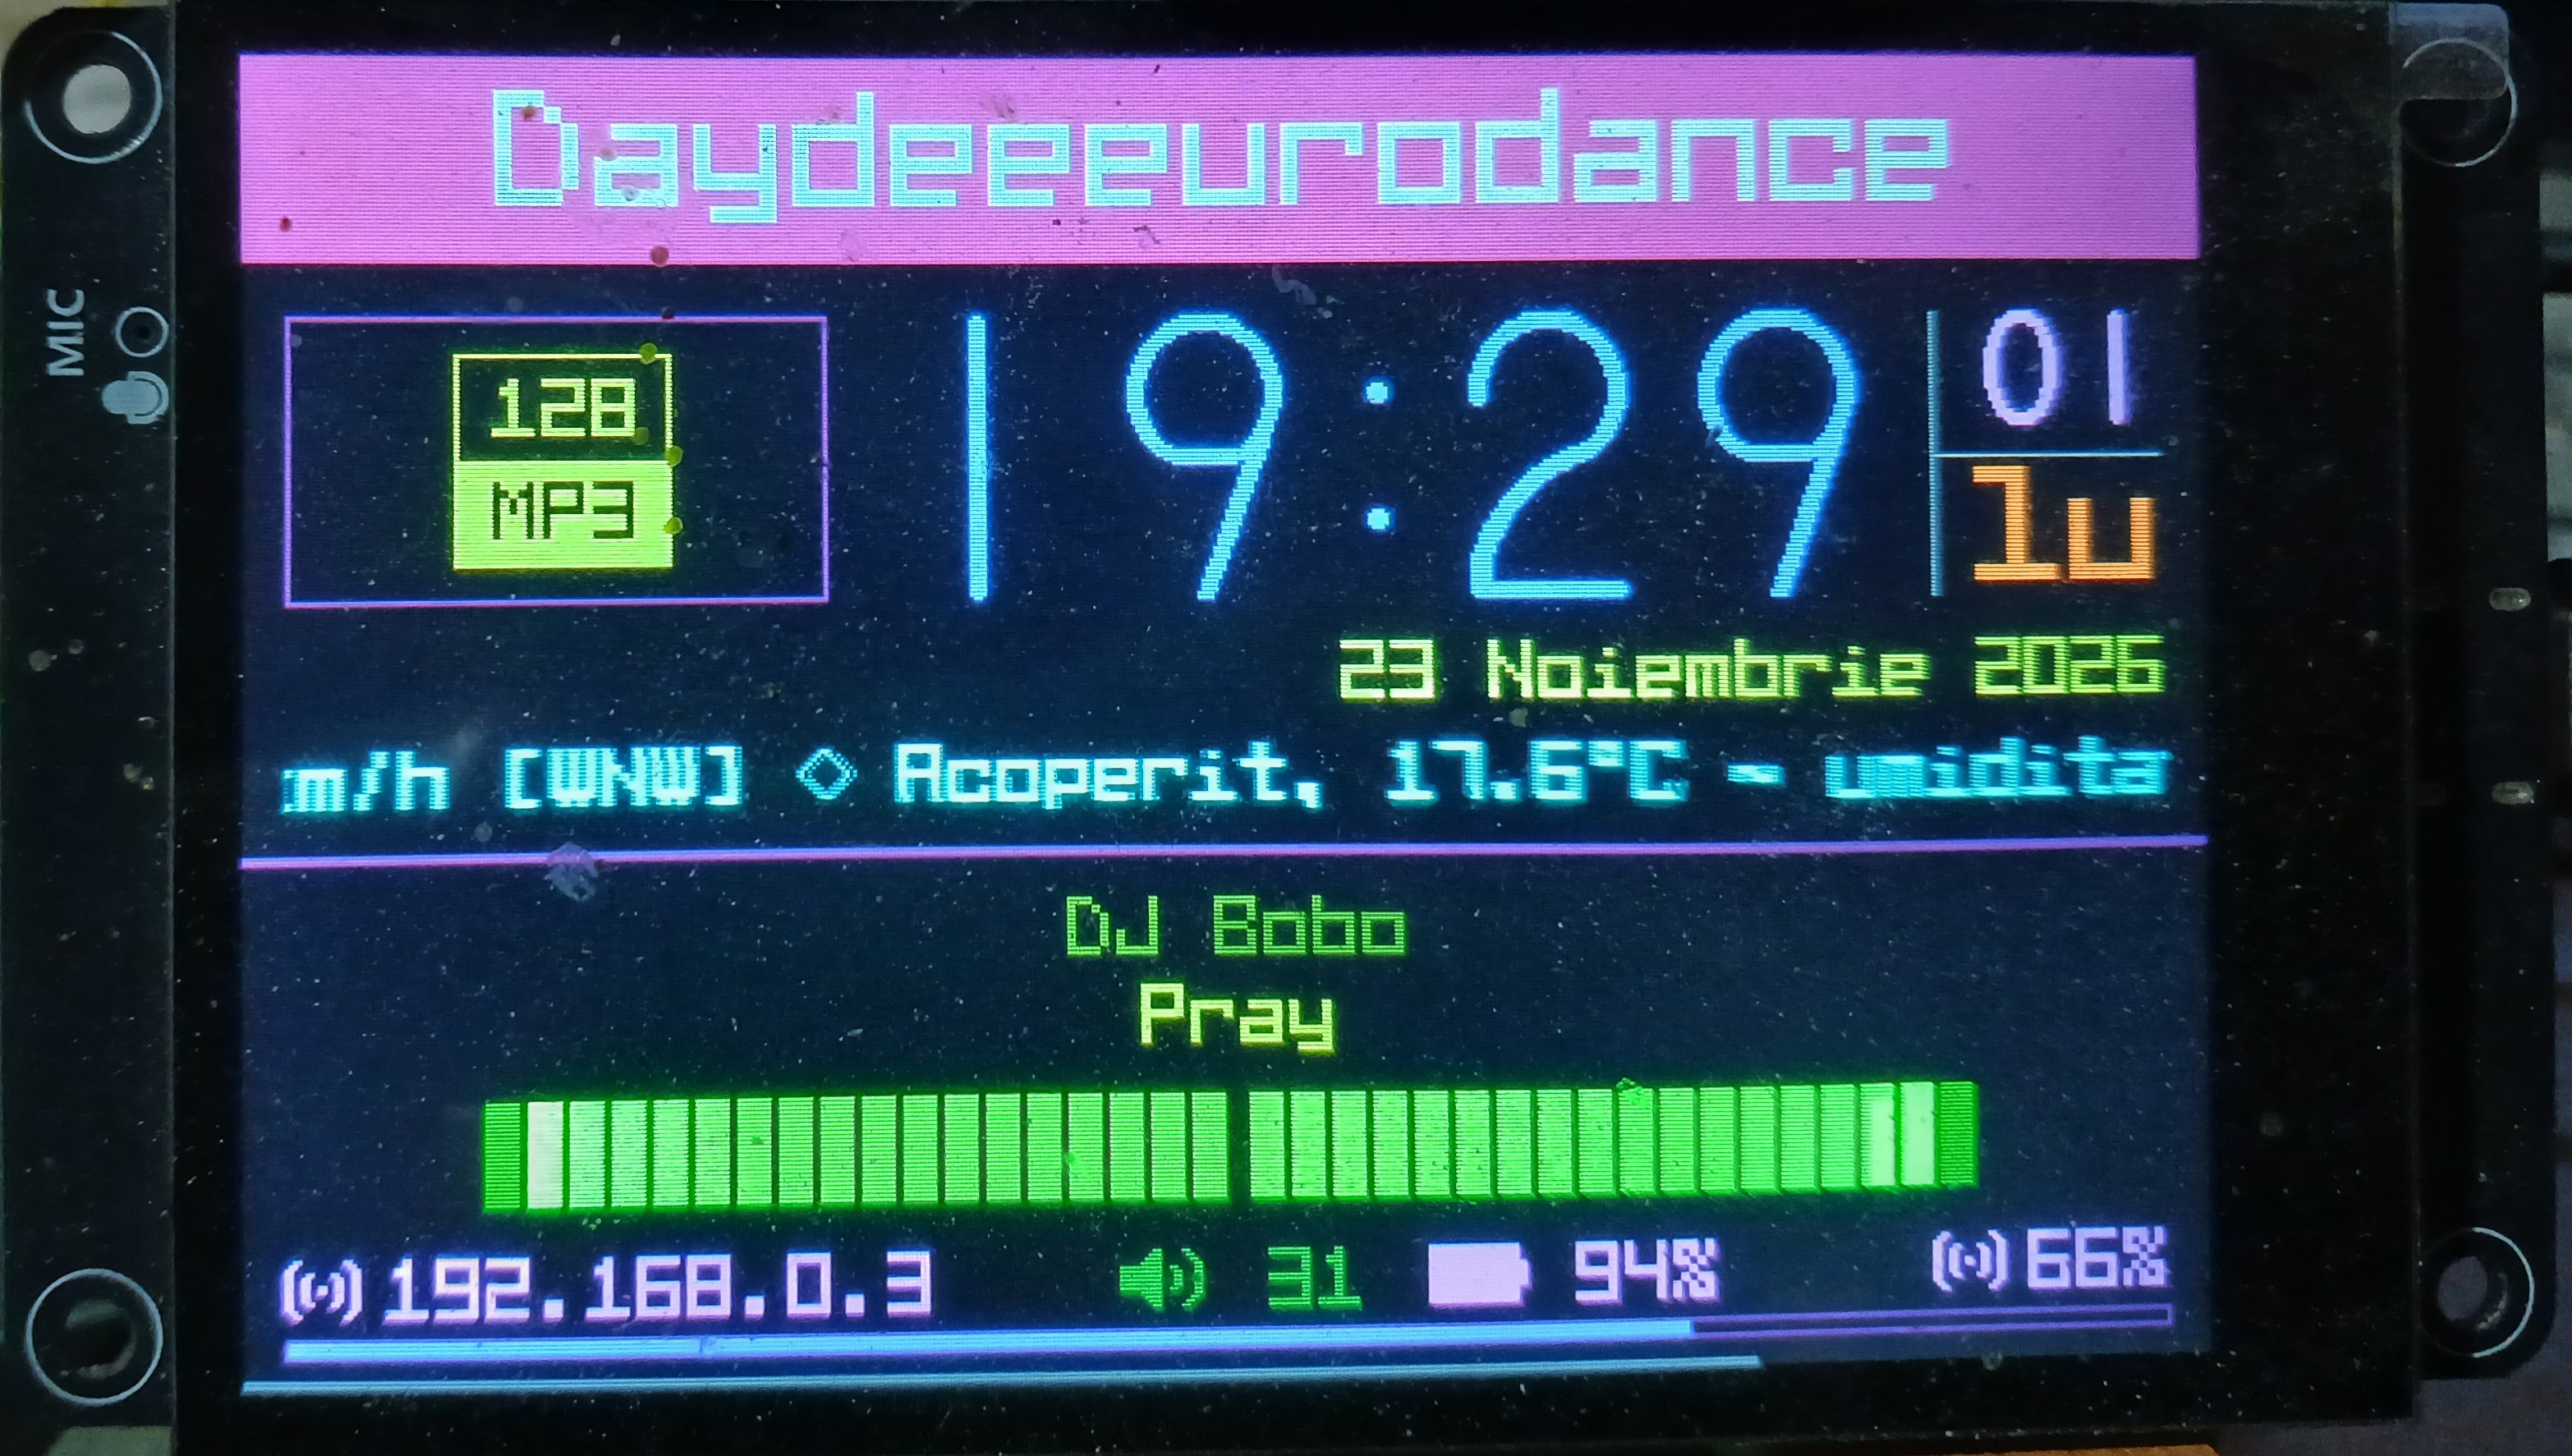 Daydeeeurodance
MIC
128
MP3
19:29
01
lu
23 Noiembrie 2026
m/h [WNW] ◇ Acoperit, 17.6°C ~ umidita
DJ Bobo
Pray
192.168.0.3 31 94% 66%